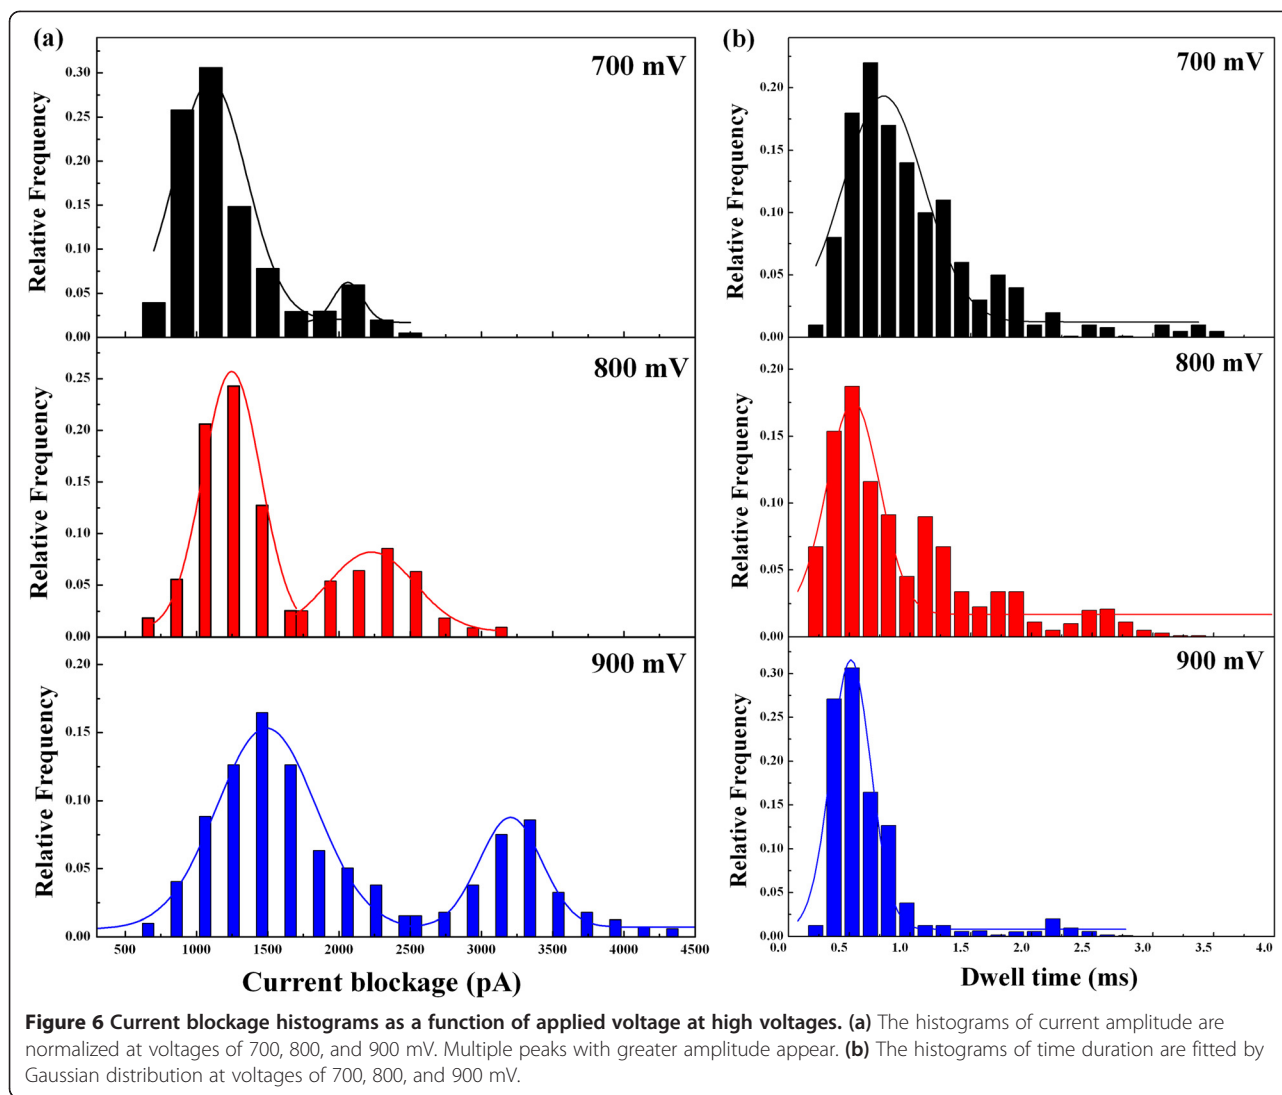 (a)
700 mV
Relative Frequency
0.30
0.25
0.20
0.15
0.10
0.05
0.00
800 mV
Relative Frequency
0.25
0.20
0.15
0.10
0.05
0.00
900 mV
Relative Frequency
0.20
0.15
0.10
0.05
0.00
500 1000 1500 2000 2500 3000 3500 4000 4500
Current blockage (pA)
(b)
700 mV
Relative Frequency
0.20
0.15
0.10
0.05
0.00
800 mV
Relative Frequency
0.20
0.15
0.10
0.05
0.00
900 mV
Relative Frequency
0.30
0.25
0.20
0.15
0.10
0.05
0.00
0.0 0.5 1.0 1.5 2.0 2.5 3.0 3.5 4.0
Dwell time (ms)
Figure 6 Current blockage histograms as a function of applied voltage at high voltages. (a) The histograms of current amplitude are
normalized at voltages of 700, 800, and 900 mV. Multiple peaks with greater amplitude appear. (b) The histograms of time duration are fitted by
Gaussian distribution at voltages of 700, 800, and 900 mV.